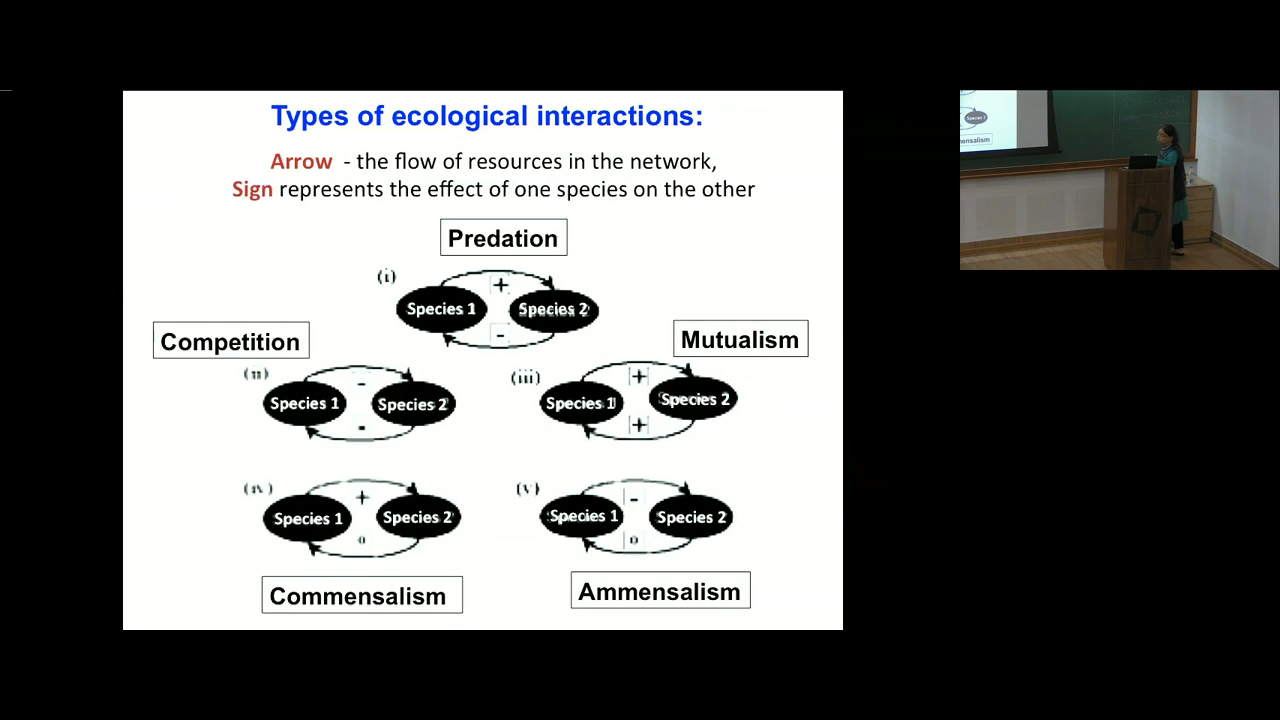 Types of ecological interactions:
Arrow - the flow of resources in the network,
Sign represents the effect of one species on the other
Predation
(i)
+
Species 1
Species 2
-
Competition
Mutualism
(ii)
-
Species 1
Species 2
-
(iii)
+
Species 1
Species 2
+
(iv)
+
Species 1
Species 2
o
(v)
-
Species 1
Species 2
o
Commensalism
Ammensalism